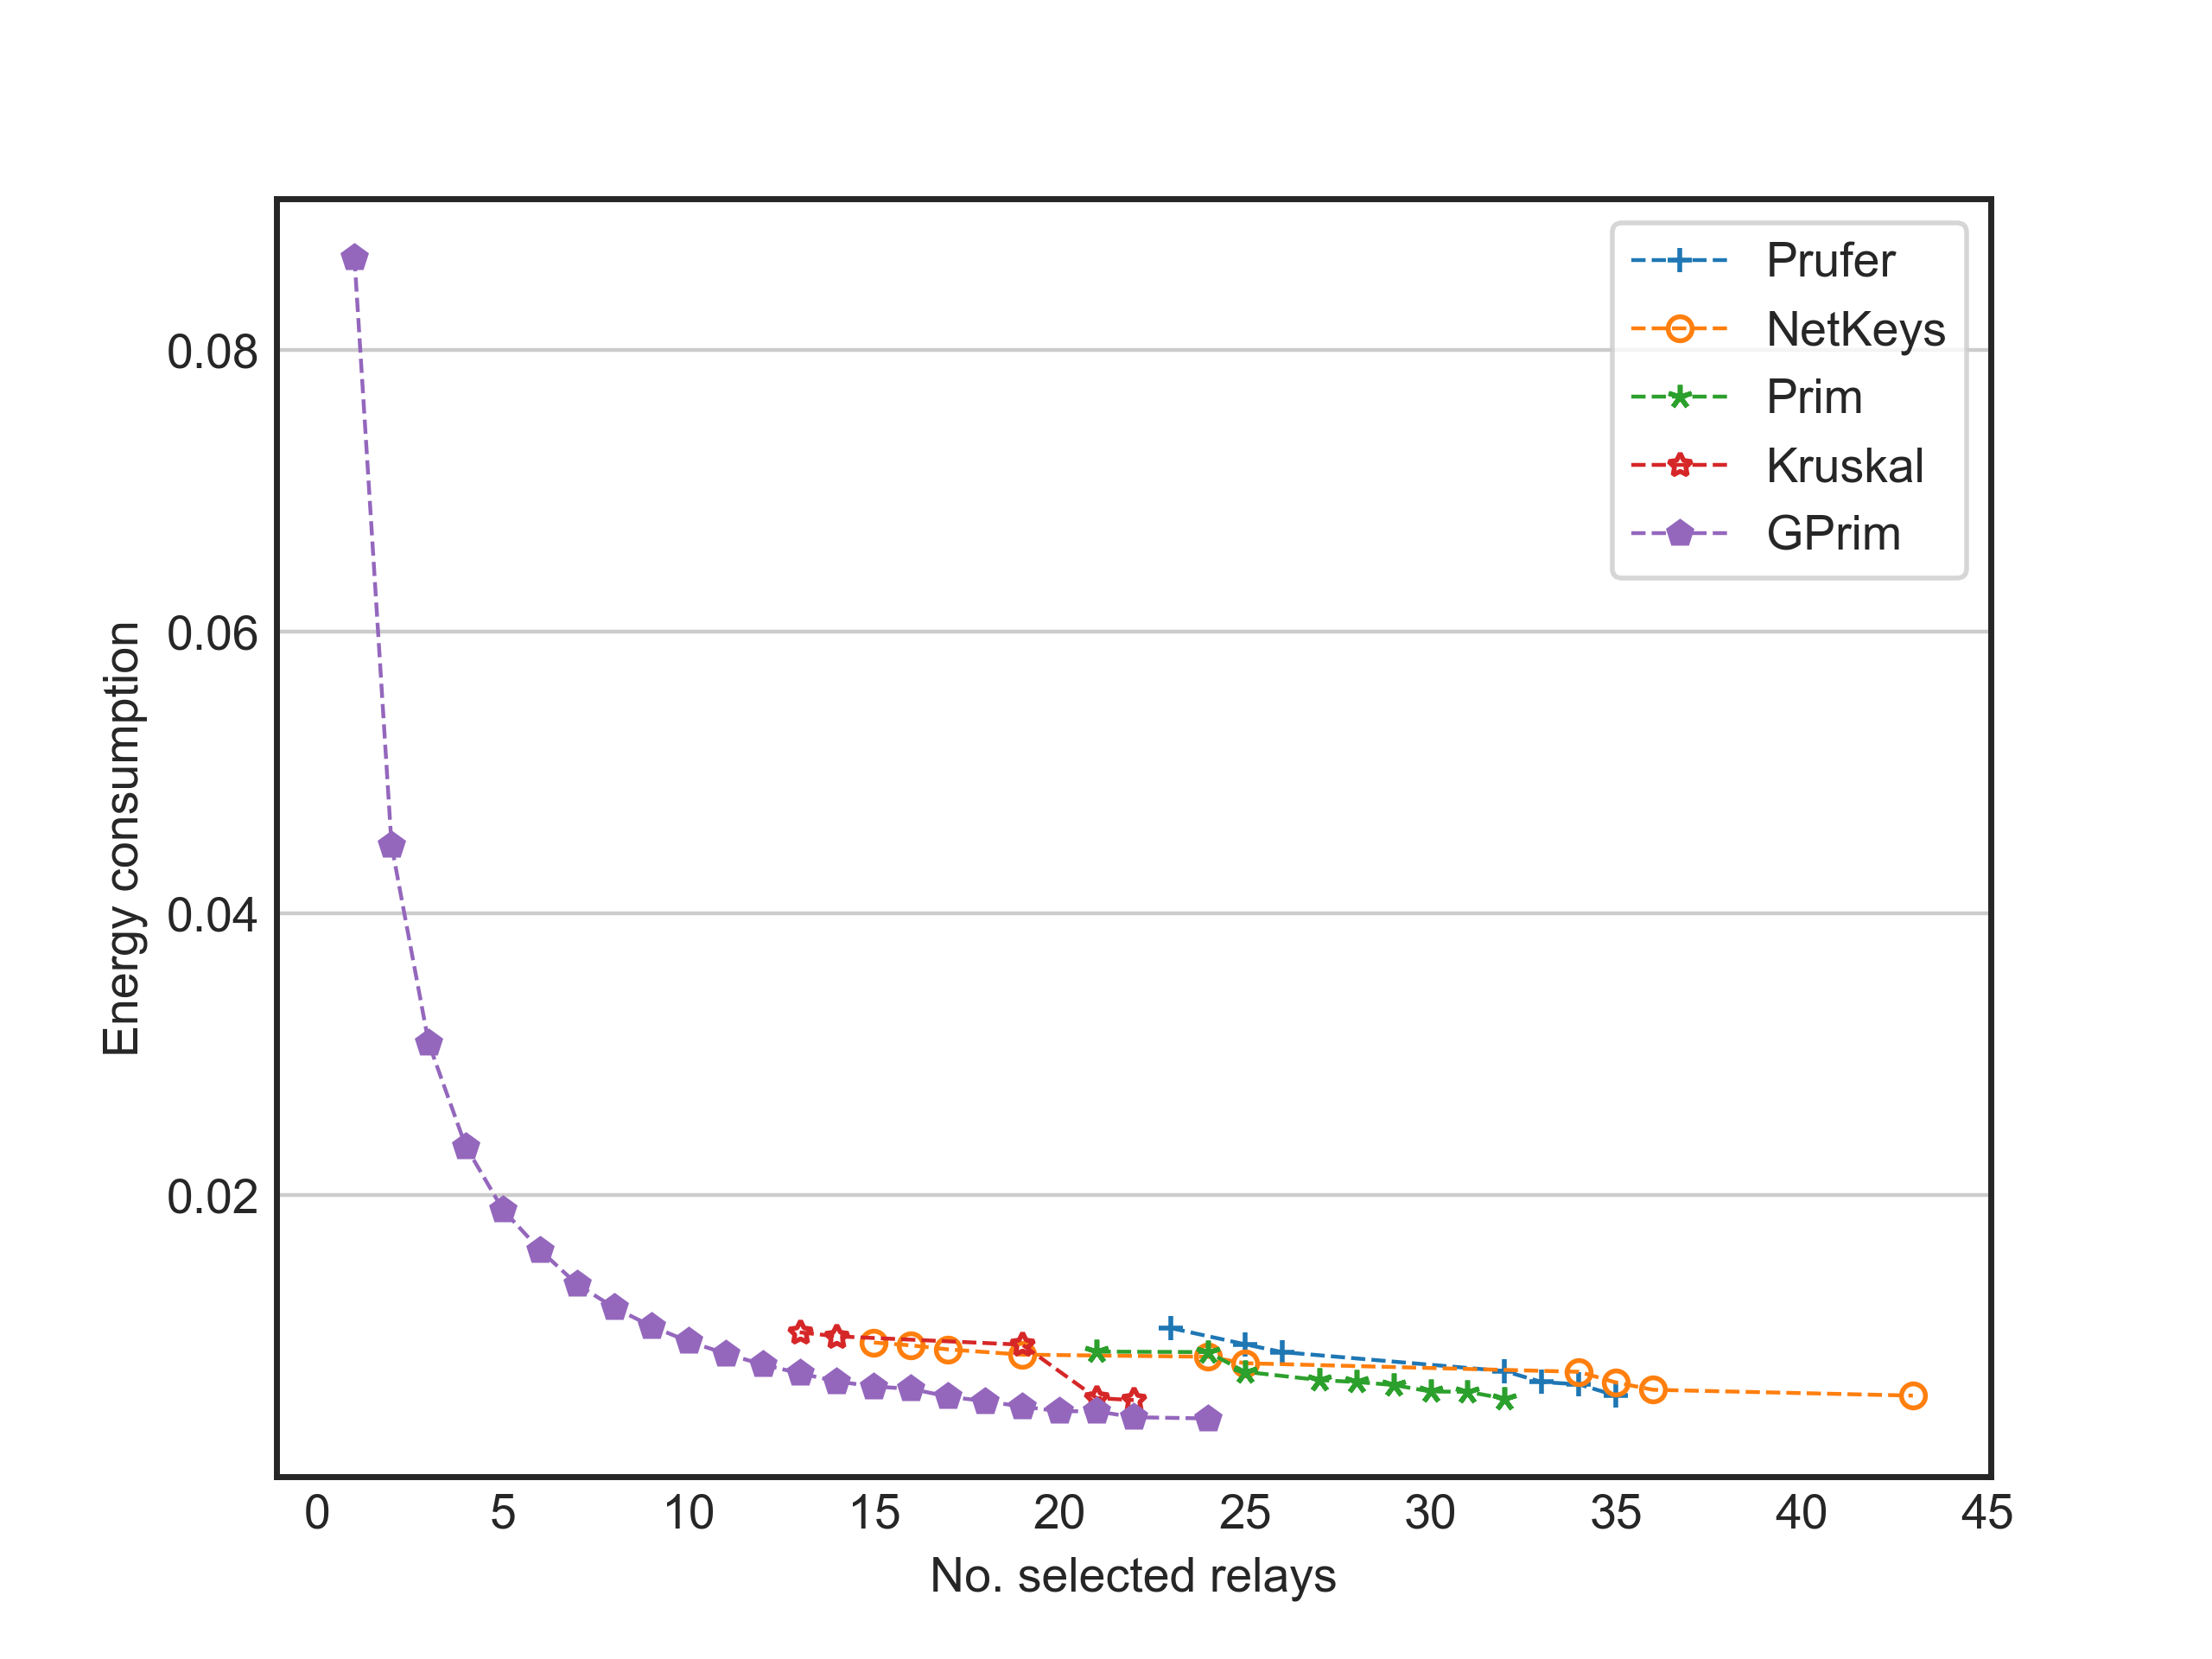 Prufer
NetKeys
Prim
Kruskal
GPrim
0.08
0.06
0.04
0.02
Energy consumption
0 5 10 15 20 25 30 35 40 45
No. selected relays